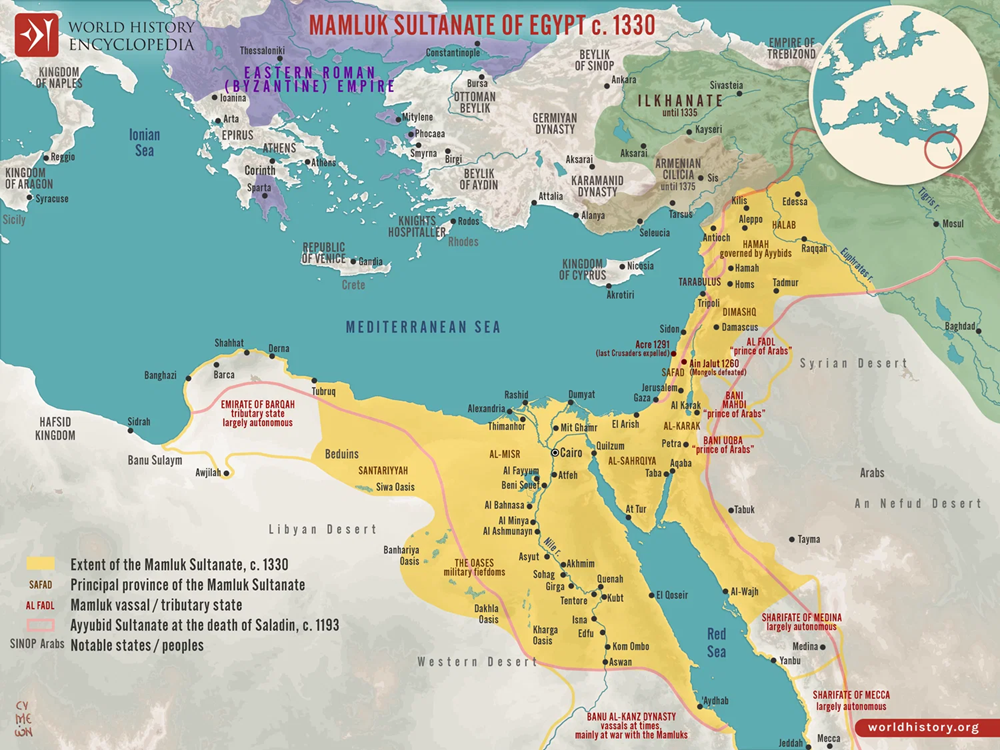 WORLD HISTORY
ENCYCLOPEDIA
MAMLUK SULTANATE OF EGYPT c. 1330
KINGDOM
OF NAPLES
Thessaloniki
Constantinople
EASTERN ROMAN
(BYZANTINE) EMPIRE
BEYLIK
OF SINOP
EMPIRE OF
TREBIZOND
Ioanina
Bursa
OTTOMAN
BEYLIK
Ankara
Sivasteia
ILKHANATE
until 1335
Arta
EPIRUS
Mitylene
Phocaea
GERMIYAN
DYNASTY
Kayseri
Ionian
Sea
ATHENS
Athens
Corinth
Smyrna
Birgi
Aksarai
Aksarai
Reggio
KINGDOM
OF ARAGON
Syracuse
Sicily
Sparta
BEYLIK
OF AYDIN
KARAMANID
DYNASTY
ARMENIAN
CILICIA
until 1375
Sis
Attalia
Alanya
Tarsus
Seleucia
KNIGHTS
HOSPITALLER
Rodos
Rhodes
REPUBLIC
OF VENICE
Candia
Crete
KINGDOM
OF CYPRUS
Nicosia
Akrotiri
Kilis
Edessa
Aleppo
HALAB
Antioch
HAMAH
governed by Ayybids
Raqqah
Tigris r.
Mosul
Euphrates r.
Hamah
TARABULUS
Homs
Tadmur
Tripoli
DIMASHQ
Baghdad
MEDITERRANEAN SEA
Sidon
Damascus
Acre 1291
(last Crusaders expelled)
AL FADL
"prince of Arabs"
Ain Jalut 1260
(Mongols defeated)
SAFAD
Syrian Desert
Shahhat
Derna
Banghazi
Barca
Tubruq
Jerusalem
Gaza
Al Karak
BANI
MAHDI
"prince of Arabs"
EMIRATE OF BARQAH
tributary state
largely autonomous
Rashid
Dumyat
Alexandria
El Arish
AL-KARAK
HAFSID
KINGDOM
Sidrah
Thimanhor
Mit Ghamr
Petra
BANI UQBA
"prince of Arabs"
Banu Sulaym
Awjilah
Beduins
SANTARIYYAH
Siwa Oasis
AL-MISR
Cairo
Quilzum
AL-SAHRQIYA
Aqaba
Taba
Arabs
Al Fayyum
Atfeh
Beni Souef
An Nefud Desert
Al Bahnasa
At Tur
Tabuk
Al Minya
Al Ashmunayn
Libyan Desert
Tayma
Nile r.
Banhariya
Oasis
THE OASES
military fiefdoms
Asyut
Akhmim
Sohag
Girga
Quenah
Tentore
Kubt
El Qoseir
Al-Wajh
Dakhla
Oasis
Isna
Kharga
Oasis
Edfu
SHARIFATE OF MEDINA
largely autonomous
Red
Sea
Medina
Kom Ombo
Western Desert
Aswan
Yanbu
'Aydhab
SHARIFATE OF MECCA
largely autonomous
BANU AL-KANZ DYNASTY
vassals at times,
mainly at war with the Mamluks
Jeddah
Mecca
Extent of the Mamluk Sultanate, c. 1330
SAFAD Principal province of the Mamluk Sultanate
AL FADL Mamluk vassal / tributary state
Ayyubid Sultanate at the death of Saladin, c. 1193
SINOP Arabs Notable states / peoples
worldhistory.org